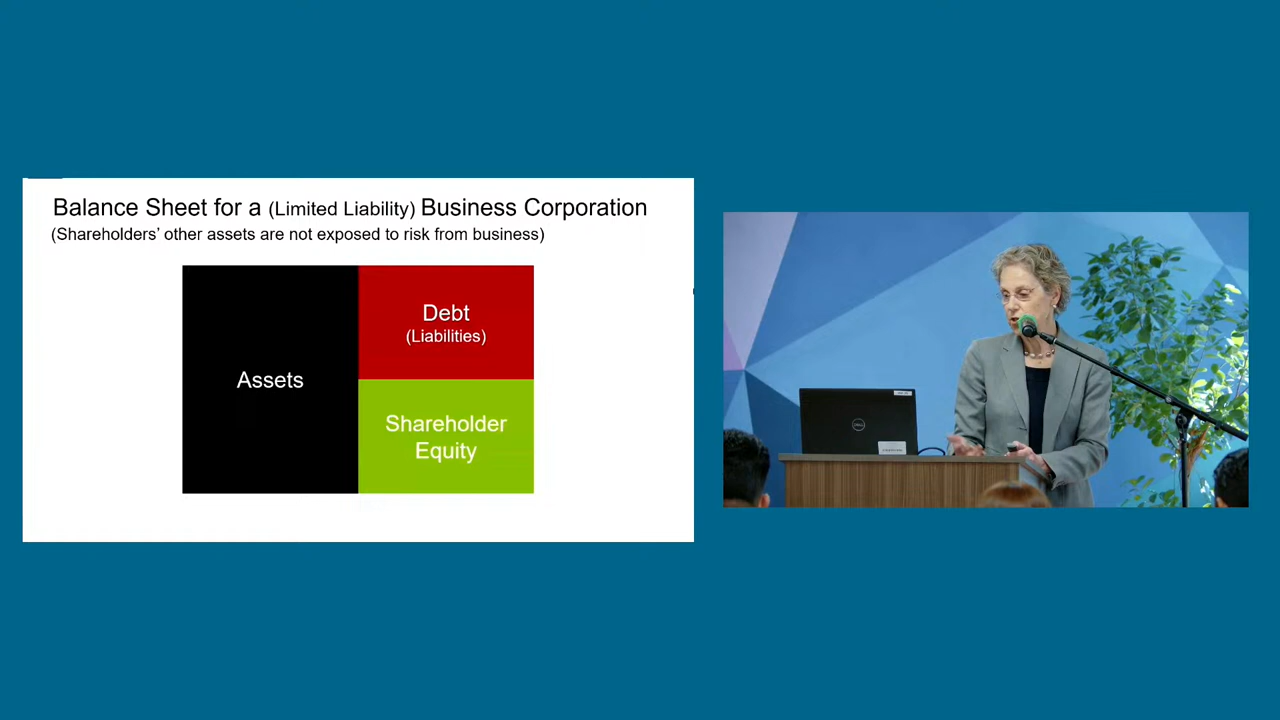 Balance Sheet for a (Limited Liability) Business Corporation
(Shareholders' other assets are not exposed to risk from business)
Assets
Debt
(Liabilities)
Shareholder
Equity
DELL